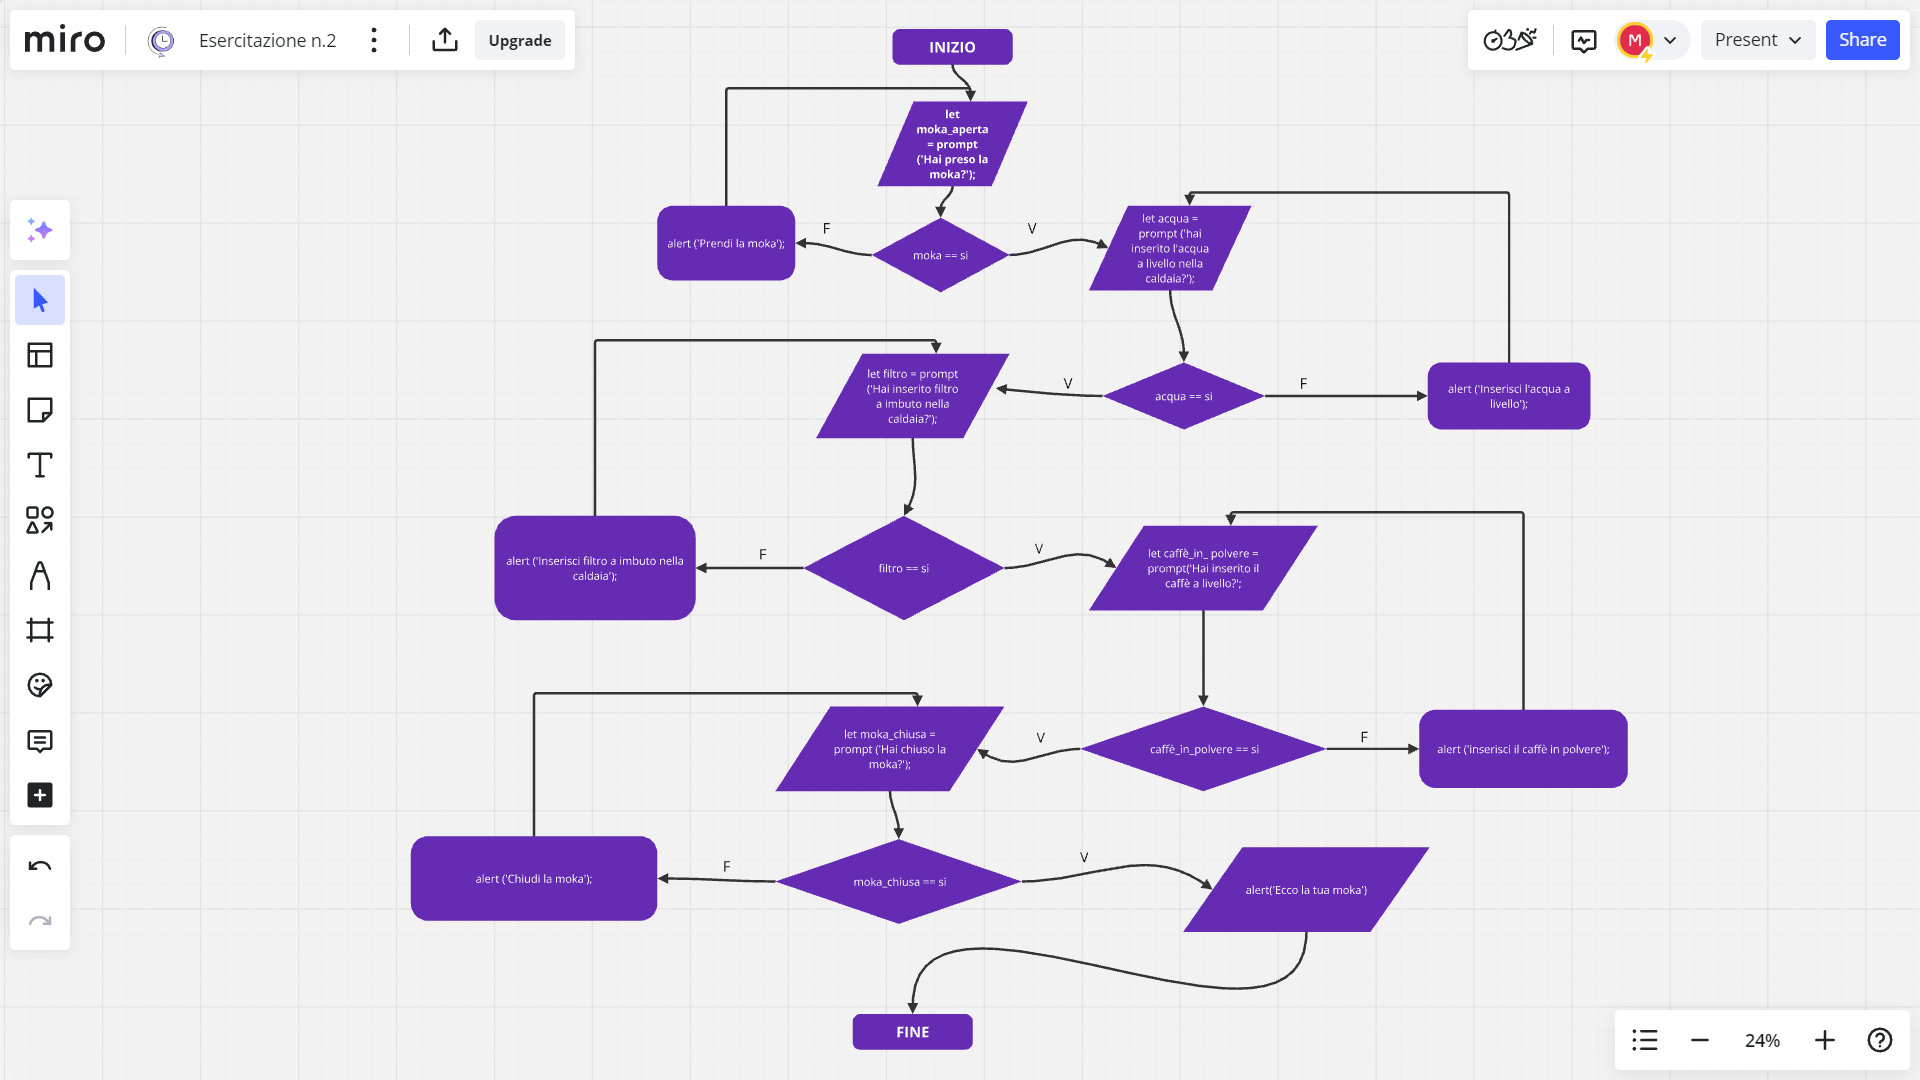 miro
Esercitazione n.2
Upgrade
M
Present
Share
INIZIO
let
moka_aperta
= prompt
('Hai preso la
moka?');
alert ('Prendi la moka');
F
moka == si
V
let acqua =
prompt ('hai
inserito l'acqua
a livello nella
caldaia?');
let filtro = prompt
('Hai inserito filtro
a imbuto nella
caldaia?');
V
acqua == si
F
alert ('Inserisci l'acqua a
livello');
alert ('Inserisci filtro a imbuto nella
caldaia');
F
filtro == si
V
let caffè_in_ polvere =
prompt('Hai inserito il
caffè a livello?';
let moka_chiusa =
prompt ('Hai chiuso la
moka?');
V
caffè_in_polvere == si
F
alert ('inserisci il caffè in polvere');
alert ('Chiudi la moka');
F
moka_chiusa == si
V
alert('Ecco la tua moka')
FINE
24%